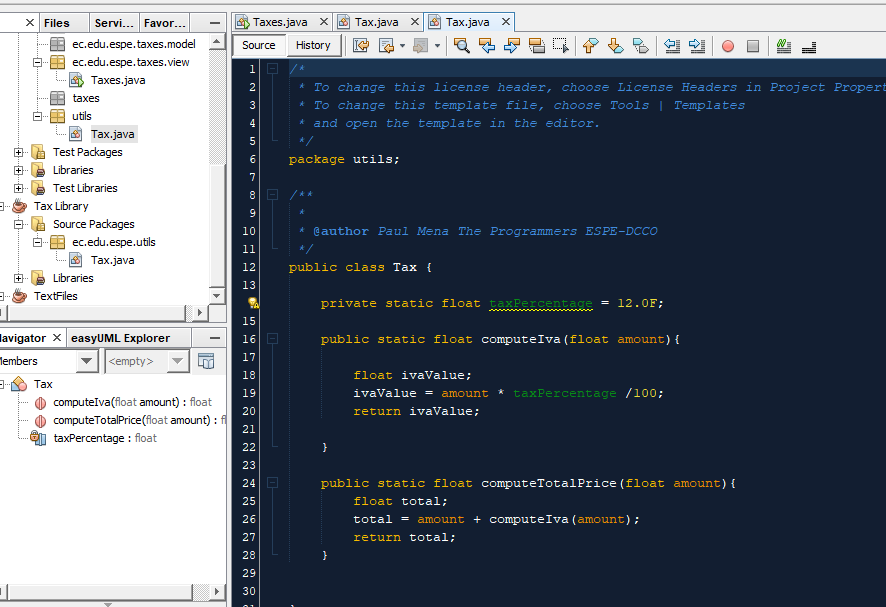 Files Servi... Favor...
ec.edu.espe.taxes.model
ec.edu.espe.taxes.view
Taxes.java
taxes
utils
Tax.java
Test Packages
Libraries
Test Libraries
Tax Library
Source Packages
ec.edu.espe.utils
Tax.java
Libraries
TextFiles
avigator easyUML Explorer
Members <empty>
Tax
computeIva(float amount) : float
computeTotalPrice(float amount) : fl
taxPercentage : float
Taxes.java Tax.java Tax.java
Source History
1 /*
2 * To change this license header, choose License Headers in Project Propert
3 * To change this template file, choose Tools | Templates
4 * and open the template in the editor.
5 */
6 package utils;
7
8 /**
9 *
10 * @author Paul Mena The Programmers ESPE-DCCO
11 */
12 public class Tax {
13
private static float taxPercentage = 12.0F;
15
16 public static float computeIva(float amount){
17
18 float ivaValue;
19 ivaValue = amount * taxPercentage /100;
20 return ivaValue;
21
22 }
23
24 public static float computeTotalPrice(float amount){
25 float total;
26 total = amount + computeIva(amount);
27 return total;
28 }
29
30